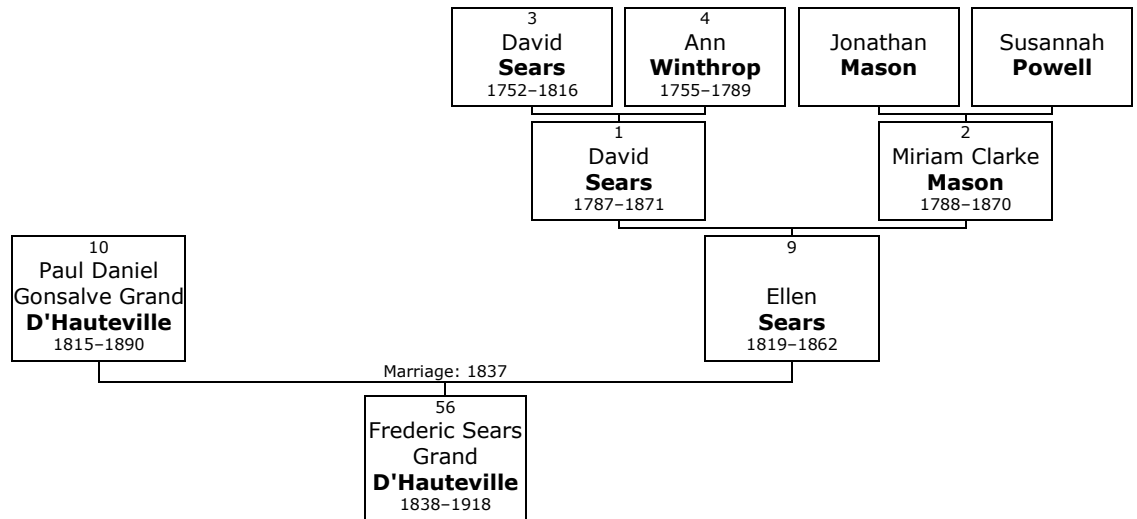 3
David
Sears
1752–1816
4
Ann
Winthrop
1755–1789
Jonathan
Mason
Susannah
Powell
1
David
Sears
1787–1871
2
Miriam Clarke
Mason
1788–1870
10
Paul Daniel
Gonsalve Grand
D'Hauteville
1815–1890
9
Ellen
Sears
1819–1862
Marriage: 1837
56
Frederic Sears
Grand
D'Hauteville
1838–1918